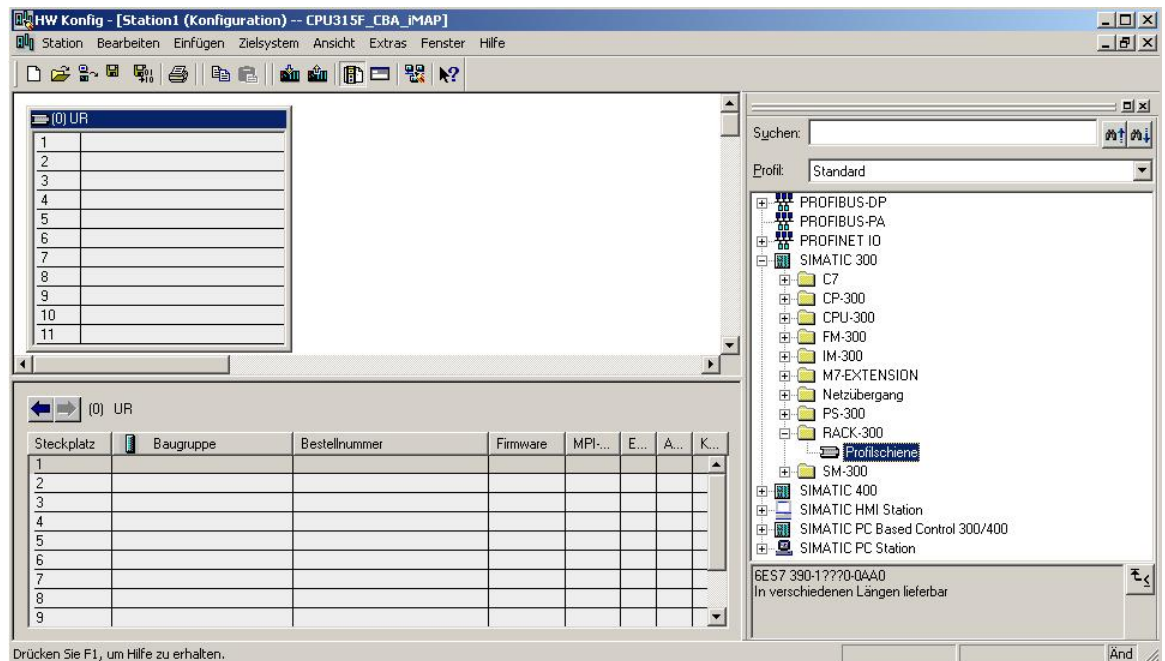 HW Konfig - [Station1 (Konfiguration) -- CPU315F_CBA_iMAP]
Station Bearbeiten Einfügen Zielsystem Ansicht Extras Fenster Hilfe
(0) UR
1
2
3
4
5
6
7
8
9
10
11
(0) UR
Steckplatz Baugruppe Bestellnummer Firmware MPI-... E... A... K...
1
2
3
4
5
6
7
8
9
Suchen:
Profil: Standard
PROFIBUS-DP
PROFIBUS-PA
PROFINET IO
SIMATIC 300
C7
CP-300
CPU-300
FM-300
IM-300
M7-EXTENSION
Netzübergang
PS-300
RACK-300
Profilschiene
SM-300
SIMATIC 400
SIMATIC HMI Station
SIMATIC PC Based Control 300/400
SIMATIC PC Station
6ES7 390-1???0-0AA0
In verschiedenen Längen lieferbar
Drücken Sie F1, um Hilfe zu erhalten.
Änd